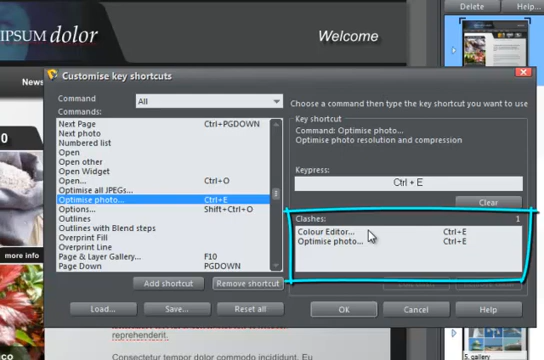 Delete Help...
IPSUM dolor
Welcome
News
Customise key shortcuts
Command All
Commands:
Choose a command then type the key shortcut you want to use
Next Page Ctrl+PGDOWN
Next photo
Numbered list
Open
Open other
Open Widget
Open... Ctrl+O
Optimise all JPEGs...
Optimise photo... Ctrl+E
Options... Shift+Ctrl+O
Outlines
Outlines with Blend steps
Overprint Fill
Overprint Line
Page & Layer Gallery... F10
Page Down PGDOWN
Key shortcut
Command: Optimise photo...
Optimise photo resolution and compression
Keypress:
Ctrl + E
Clear
Clashes: 1
Colour Editor... Ctrl+E
Optimise photo... Ctrl+E
Add shortcut Remove shortcut
Load... Save... Reset all
OK Cancel Help
more info
reprehenderit.
Consectetur tempor dolor commodo incididunt. Eu
5. gallery